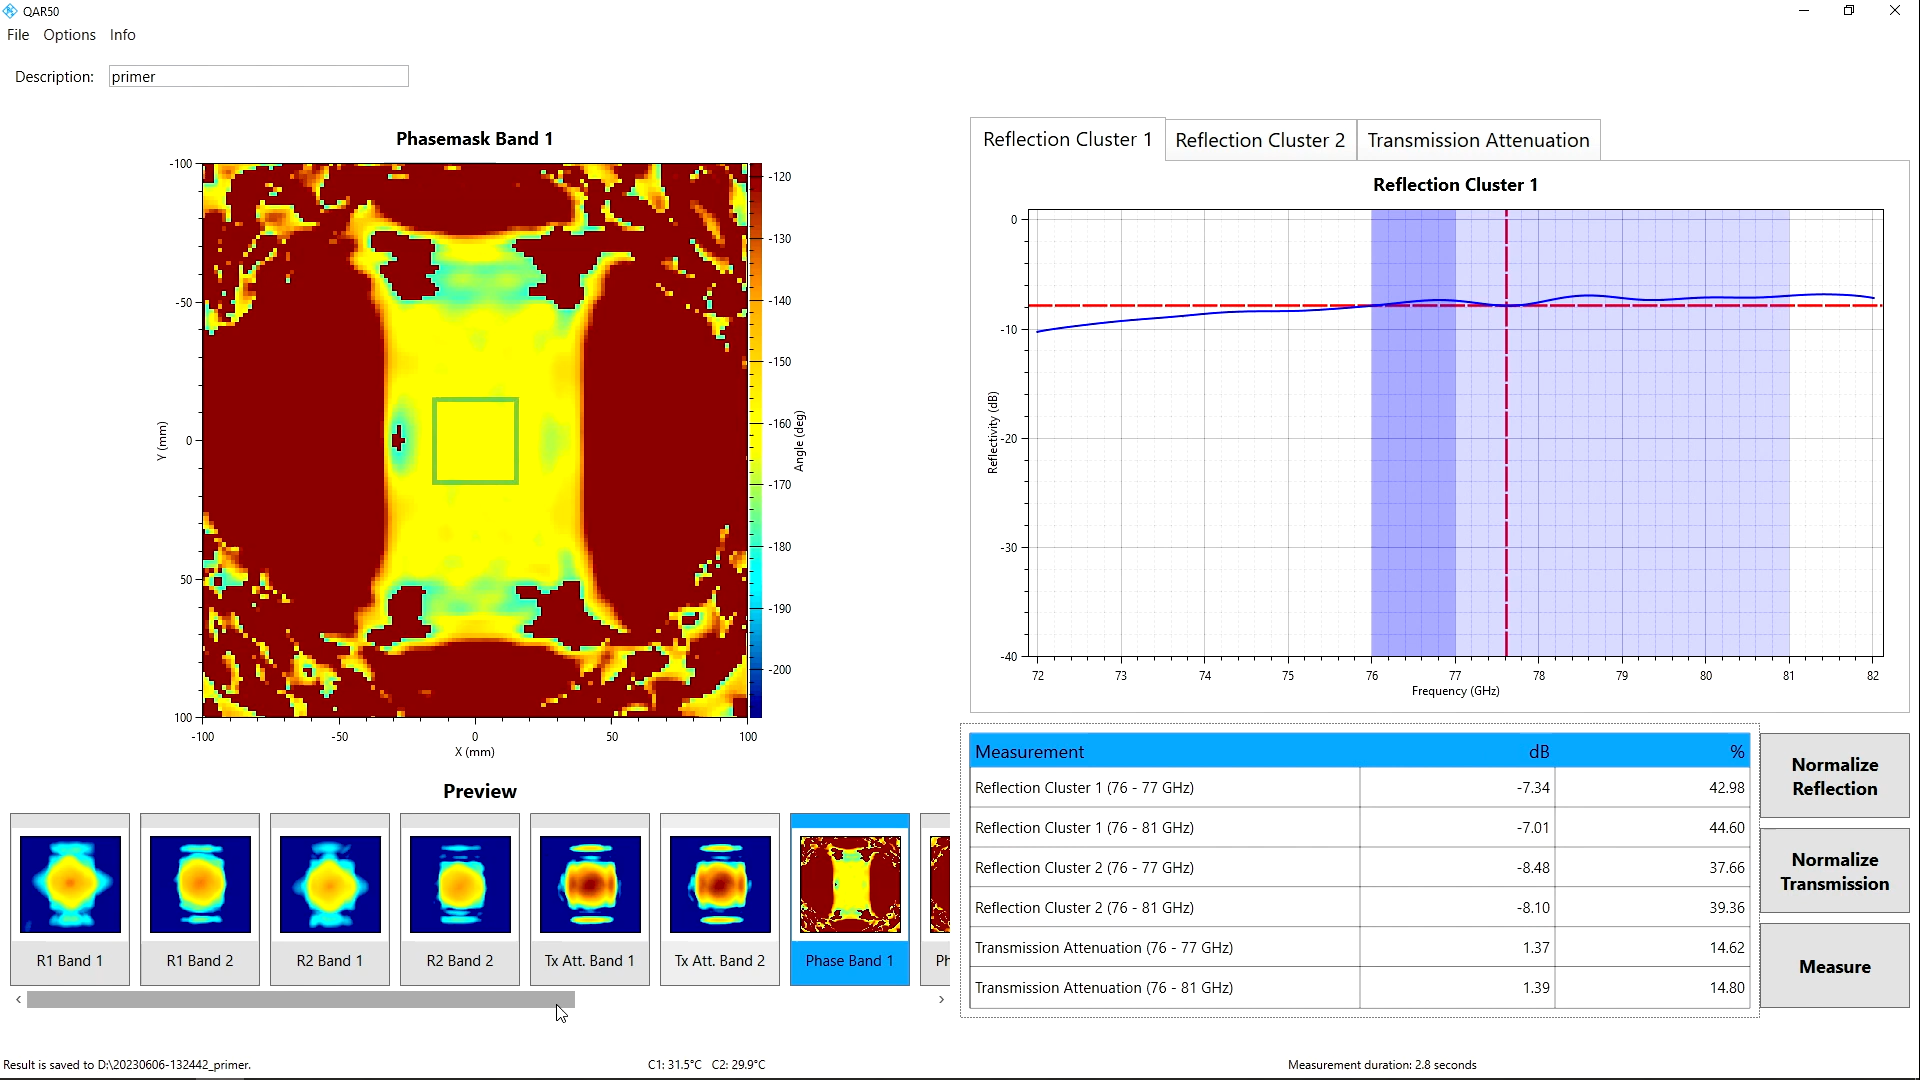 QAR50
File Options Info
Description: primer
Phasemask Band 1
-100
-50
0
50
100
Y (mm)
-100 -50 0 50 100
X (mm)
-120
-130
-140
-150
-160
-170
-180
-190
-200
Angle (deg)
Reflection Cluster 1 Reflection Cluster 2 Transmission Attenuation
Reflection Cluster 1
0
-10
-20
-30
-40
Reflectivity (dB)
72 73 74 75 76 77 78 79 80 81 82
Frequency (GHz)
Preview
R1 Band 1 R1 Band 2 R2 Band 1 R2 Band 2 Tx Att. Band 1 Tx Att. Band 2 Phase Band 1 Ph
Measurement dB %
Reflection Cluster 1 (76 - 77 GHz) -7.34 42.98
Reflection Cluster 1 (76 - 81 GHz) -7.01 44.60
Reflection Cluster 2 (76 - 77 GHz) -8.48 37.66
Reflection Cluster 2 (76 - 81 GHz) -8.10 39.36
Transmission Attenuation (76 - 77 GHz) 1.37 14.62
Transmission Attenuation (76 - 81 GHz) 1.39 14.80
Normalize
Reflection
Normalize
Transmission
Measure
Result is saved to D:\20230606-132442_primer. C1: 31.5°C C2: 29.9°C Measurement duration: 2.8 seconds